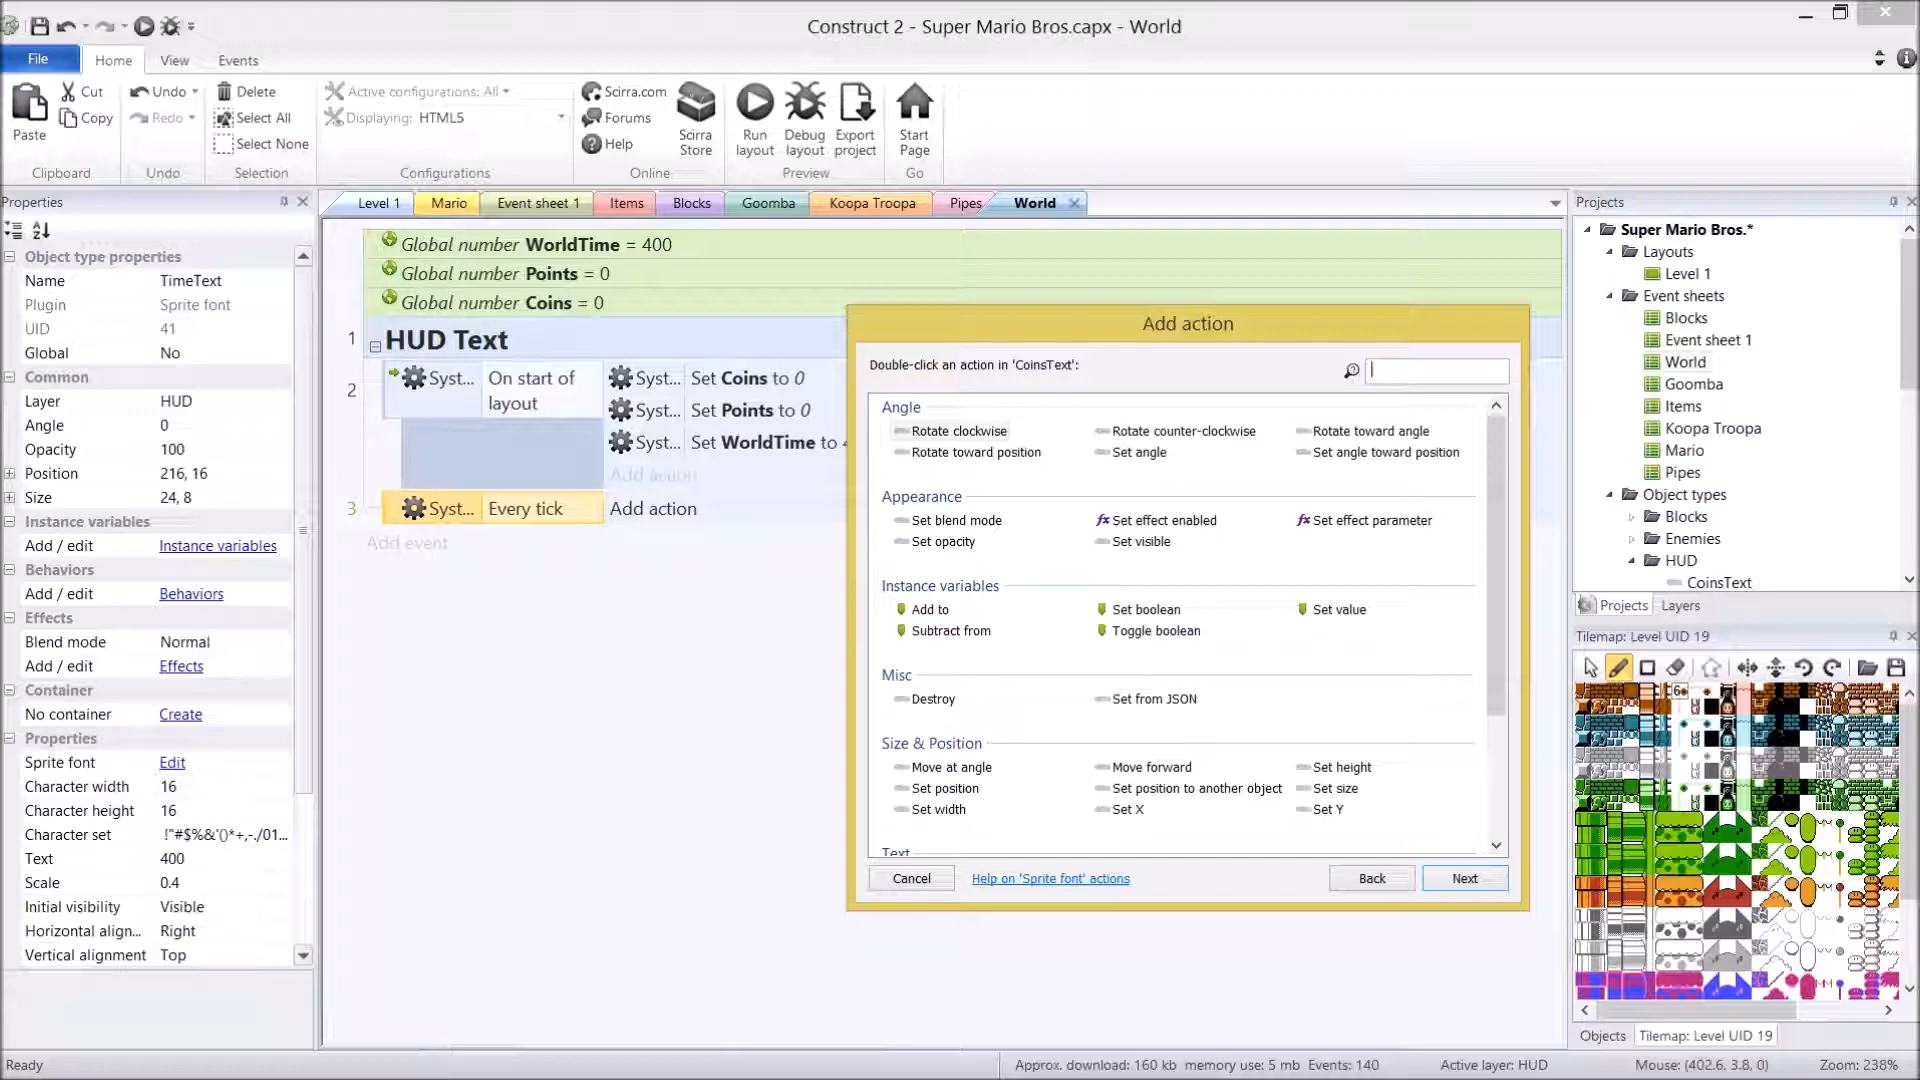 Construct 2 - Super Mario Bros.capx - World
File
Home
View
Events
Paste
Cut
Copy
Clipboard
Undo
Redo
Undo
Delete
Select All
Select None
Selection
Active configurations: All
Displaying: HTML5
Configurations
Scirra.com
Forums
Help
Scirra
Store
Online
Run
layout
Debug
layout
Export
project
Preview
Start
Page
Go
Properties
Object type properties
Name TimeText
Plugin Sprite font
UID 41
Global No
Common
Layer HUD
Angle 0
Opacity 100
Position 216, 16
Size 24, 8
Instance variables
Add / edit Instance variables
Behaviors
Add / edit Behaviors
Effects
Blend mode Normal
Add / edit Effects
Container
No container Create
Properties
Sprite font Edit
Character width 16
Character height 16
Character set !"#$%&'()*+,-./01...
Text 400
Scale 0.4
Initial visibility Visible
Horizontal align... Right
Vertical alignment Top
Level 1
Mario
Event sheet 1
Items
Blocks
Goomba
Koopa Troopa
Pipes
World
Global number WorldTime = 400
Global number Points = 0
Global number Coins = 0
1 HUD Text
2 Syst... On start of
layout
Syst... Set Coins to 0
Syst... Set Points to 0
Syst... Set WorldTime to 4
Add action
3 Syst... Every tick Add action
Add event
Add action
Double-click an action in 'CoinsText':
Angle
Rotate clockwise Rotate counter-clockwise Rotate toward angle
Rotate toward position Set angle Set angle toward position
Appearance
Set blend mode Set effect enabled Set effect parameter
Set opacity Set visible
Instance variables
Add to Set boolean Set value
Subtract from Toggle boolean
Misc
Destroy Set from JSON
Size & Position
Move at angle Move forward Set height
Set position Set position to another object Set size
Set width Set X Set Y
Text
Cancel
Help on 'Sprite font' actions
Back
Next
Projects
Super Mario Bros.*
Layouts
Level 1
Event sheets
Blocks
Event sheet 1
World
Goomba
Items
Koopa Troopa
Mario
Pipes
Object types
Blocks
Enemies
HUD
CoinsText
Projects
Layers
Tilemap: Level UID 19
Objects
Tilemap: Level UID 19
Ready
Approx. download: 160 kb memory use: 5 mb Events: 140
Active layer: HUD
Mouse: (402.6, 3.8, 0)
Zoom: 238%